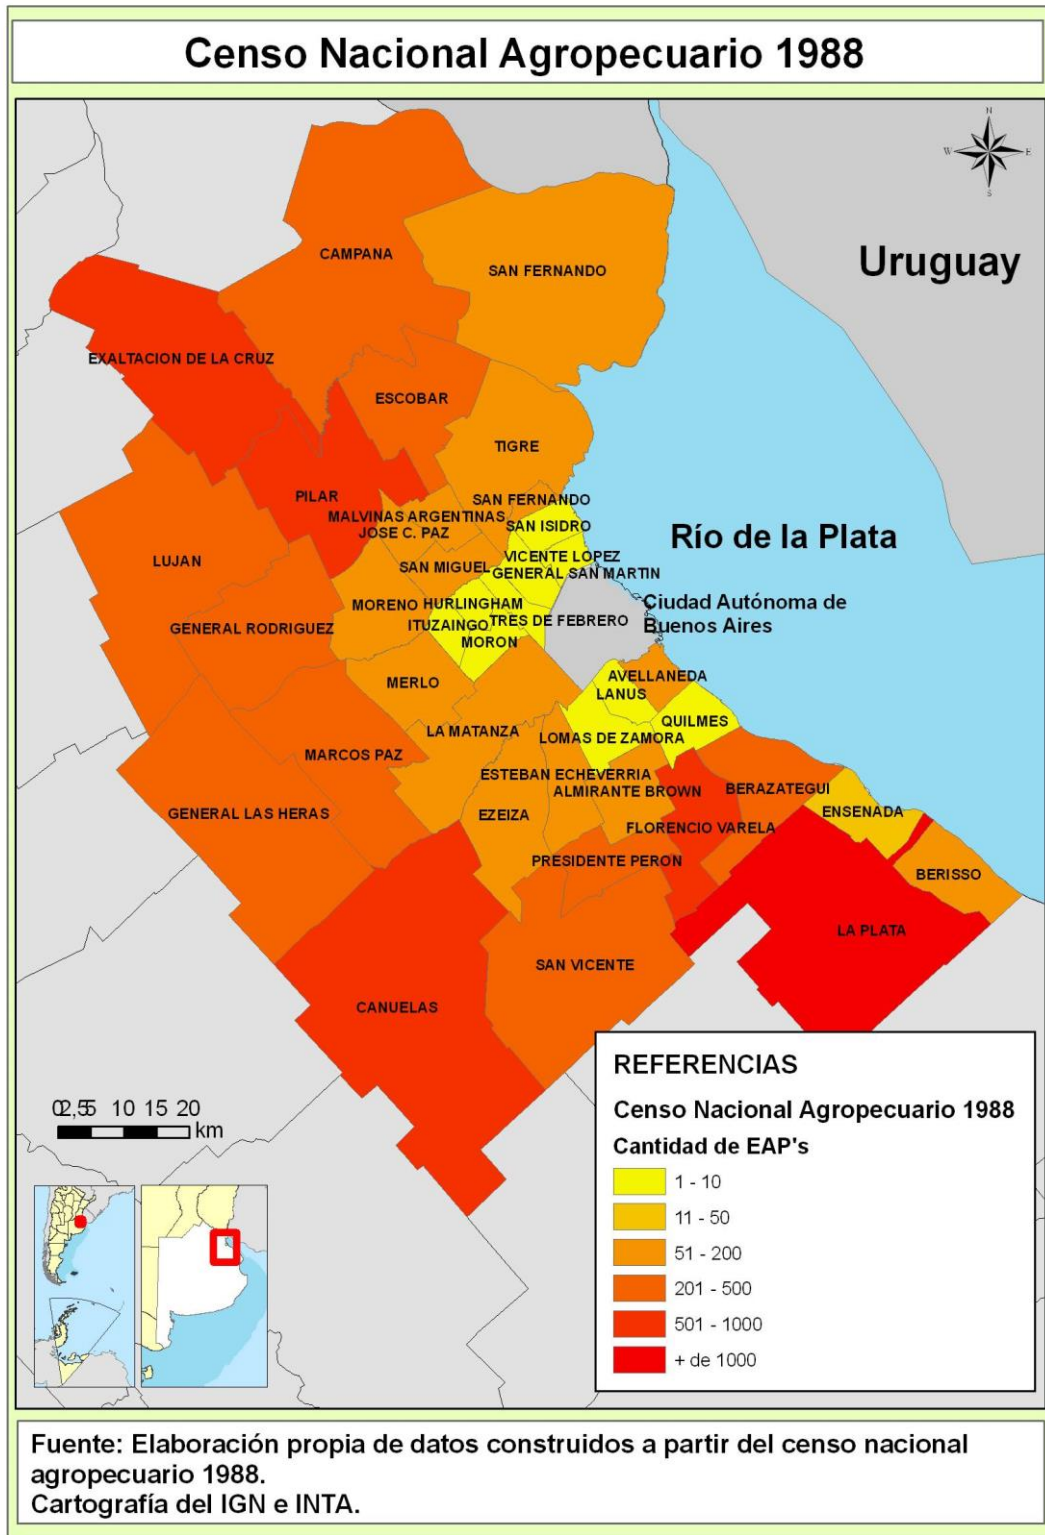 Censo Nacional Agropecuario 1988
N
W
E
S
CAMPANA
SAN FERNANDO
Uruguay
EXALTACION DE LA CRUZ
ESCOBAR
TIGRE
PILAR
SAN FERNANDO
MALVINAS ARGENTINAS
SAN ISIDRO
JOSE C. PAZ
Río de la Plata
LUJAN
VICENTE LOPEZ
SAN MIGUEL
GENERAL SAN MARTIN
MORENO
HURLINGHAM
Ciudad Autónoma de
Buenos Aires
GENERAL RODRIGUEZ
ITUZAINGO
TRES DE FEBRERO
MORON
MERLO
AVELLANEDA
LANUS
QUILMES
LA MATANZA
LOMAS DE ZAMORA
MARCOS PAZ
ESTEBAN ECHEVERRIA
ALMIRANTE BROWN
BERAZATEGUI
GENERAL LAS HERAS
EZEIZA
ENSENADA
FLORENCIO VARELA
PRESIDENTE PERON
BERISSO
LA PLATA
SAN VICENTE
CANUELAS
0 2,5 5 10 15 20
km
REFERENCIAS
Censo Nacional Agropecuario 1988
Cantidad de EAP's
1 - 10
11 - 50
51 - 200
201 - 500
501 - 1000
+ de 1000
Fuente: Elaboración propia de datos construidos a partir del censo nacional
agropecuario 1988.
Cartografía del IGN e INTA.